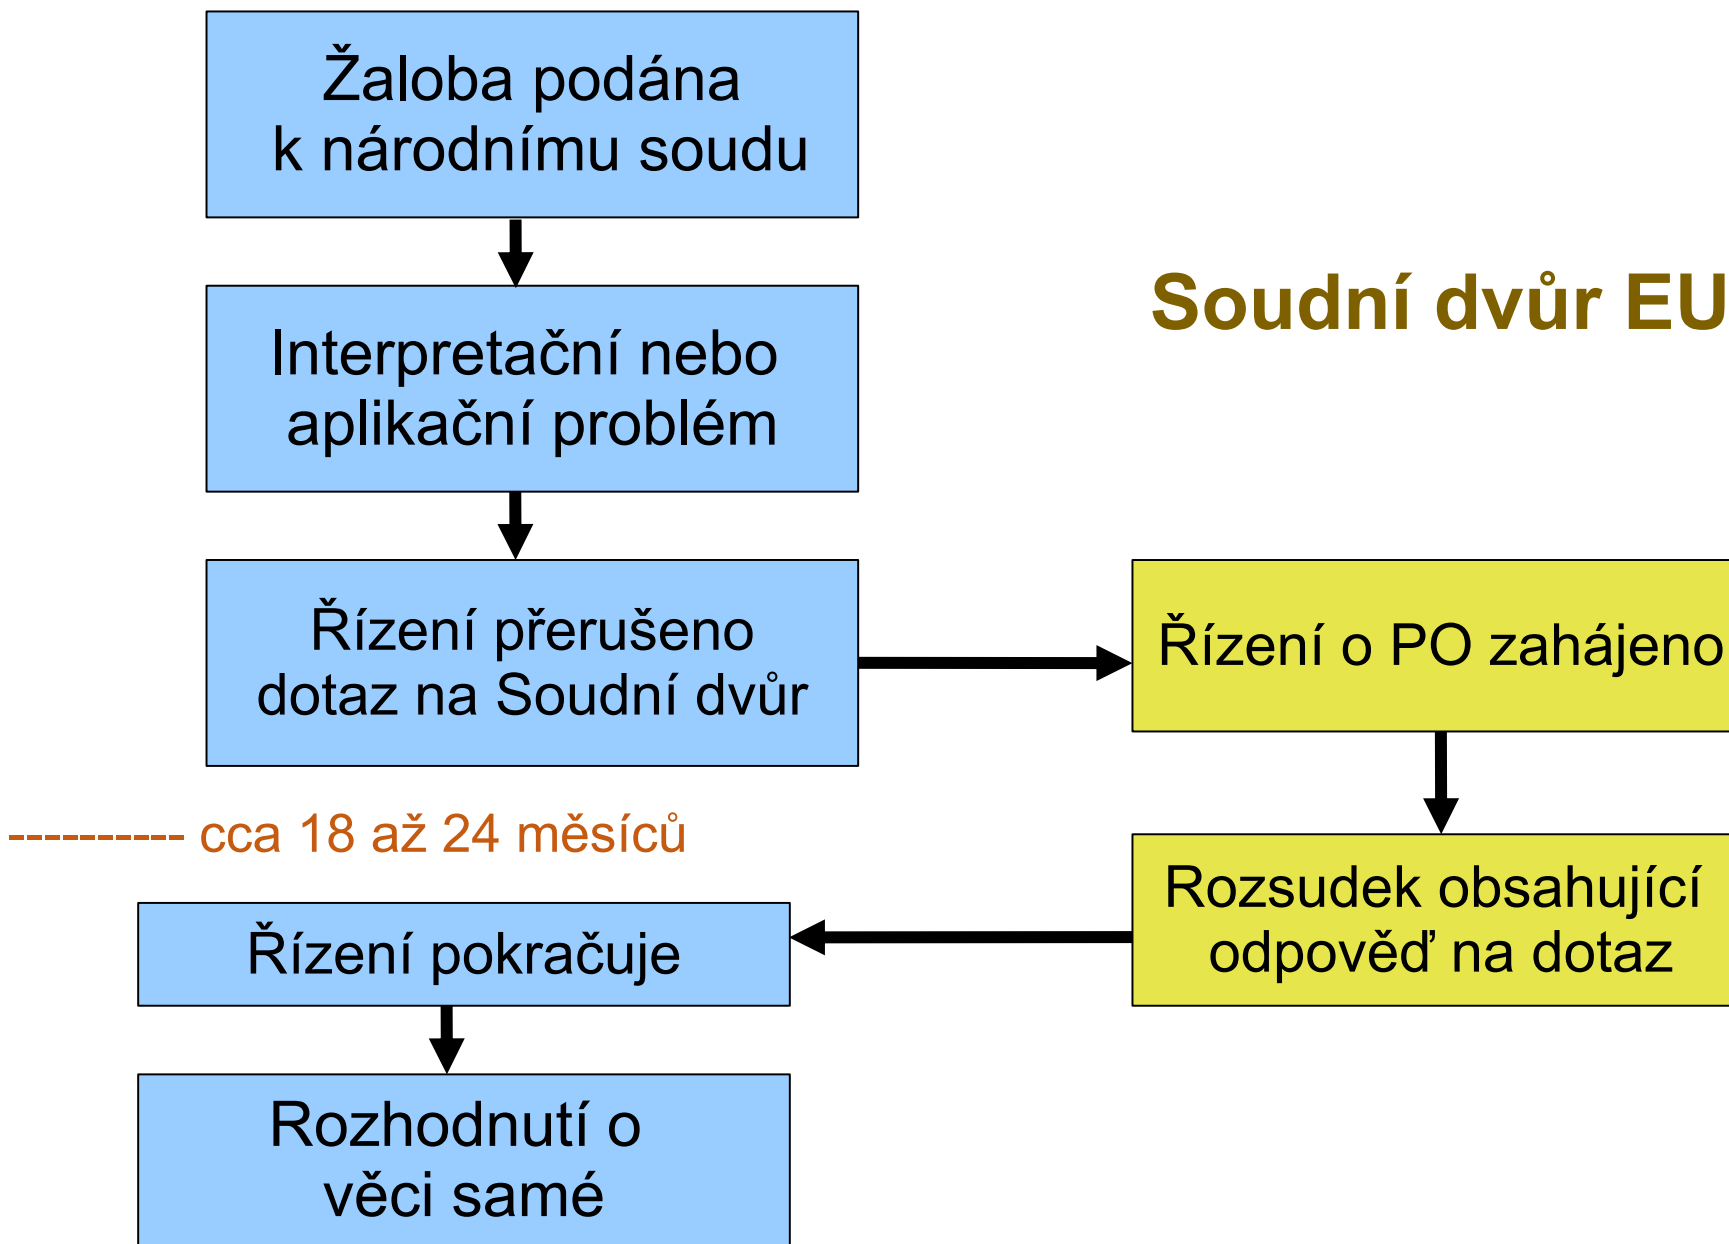 Žaloba podána
k národnímu soudu
Soudní dvůr EU
Interpretační nebo
aplikační problém
Řízení přerušeno
dotaz na Soudní dvůr
Řízení o PO zahájeno
---------- cca 18 až 24 měsíců
Rozsudek obsahující
odpověď na dotaz
Řízení pokračuje
Rozhodnutí o
věci samé